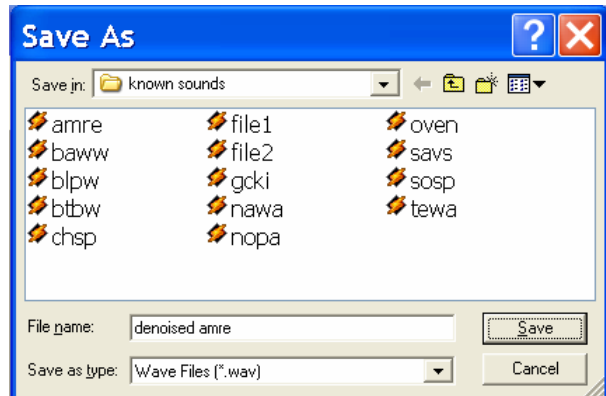 Save As
Save in: known sounds
amre file1 oven
baww file2 savs
blpw gcki sosp
btbw nawa tewa
chsp nopa
File name: denoised amre Save
Save as type: Wave Files (*.wav) Cancel